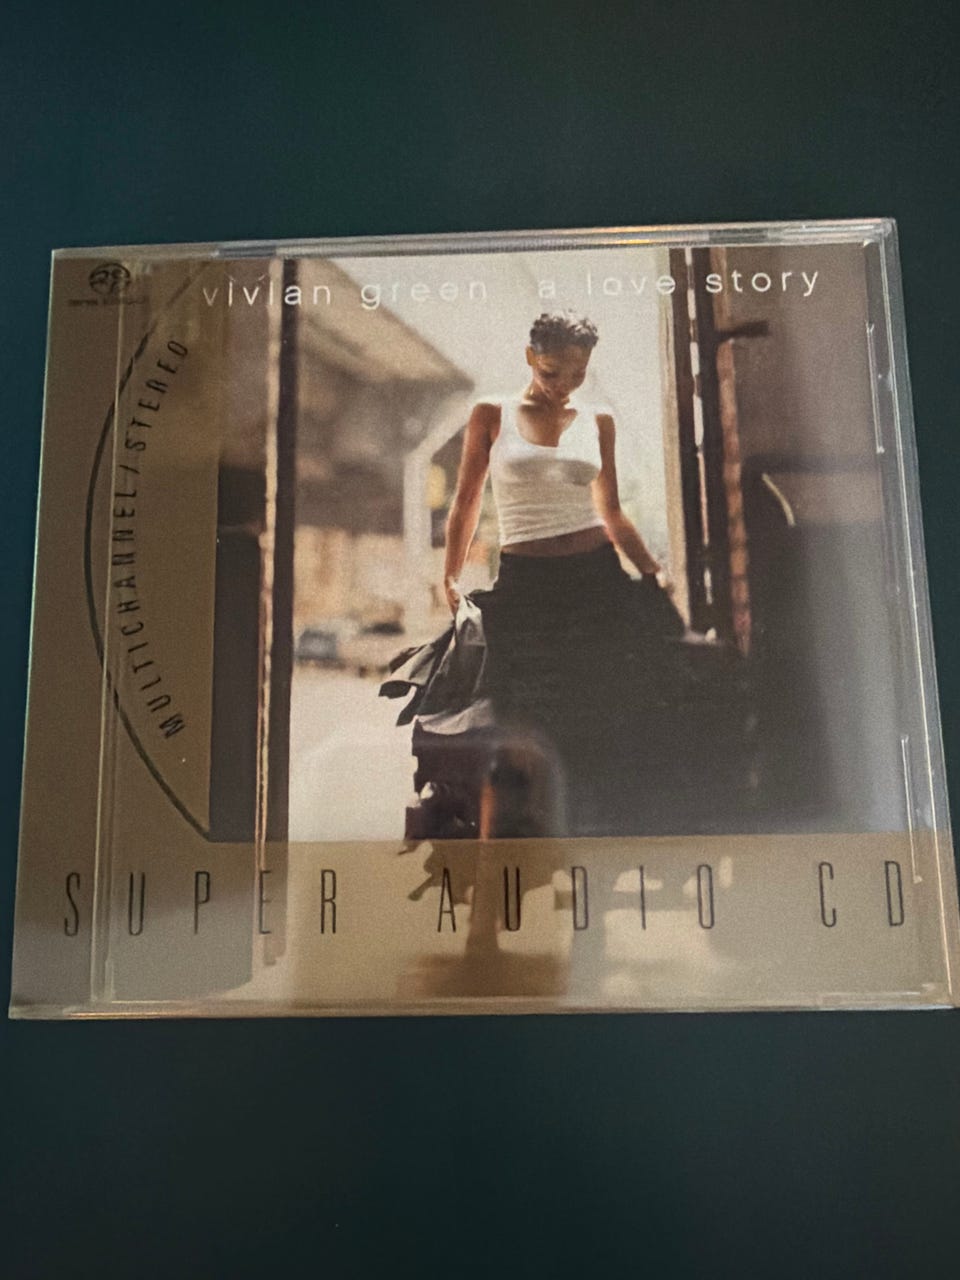 vivian green a love story
MULTICHANNEL/STEREO
SUPER AUDIO CD